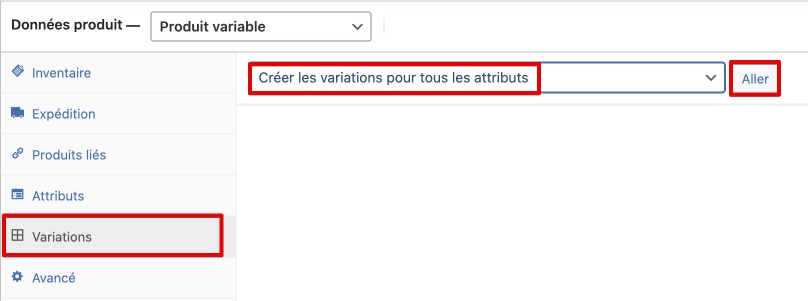 Données produit — Produit variable
Inventaire
Créer les variations pour tous les attributs Aller
Expédition
Produits liés
Attributs
Variations
Avancé